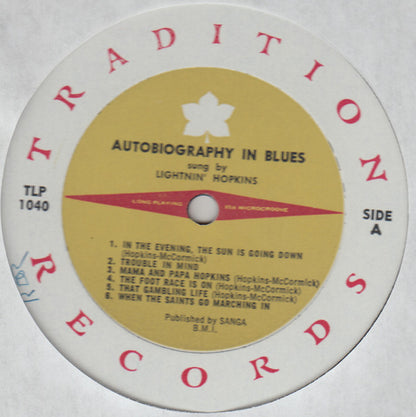 TRADITION
AUTOBIOGRAPHY IN BLUES
sung by
LIGHTNIN' HOPKINS
TLP
1040
LONG PLAYING
MICROGROOVE
SIDE
A
1. IN THE EVENING, THE SUN IS GOING DOWN
(Hopkins-McCormick)
2. TROUBLE IN MIND
3. MAMA AND PAPA HOPKINS (Hopkins-McCormick)
4. THE FOOT RACE IS ON (Hopkins-McCormick)
5. THAT GAMBLING LIFE (Hopkins-McCormick)
6. WHEN THE SAINTS GO MARCHING IN
Published by SANGA
B.M.I.
RECORDS